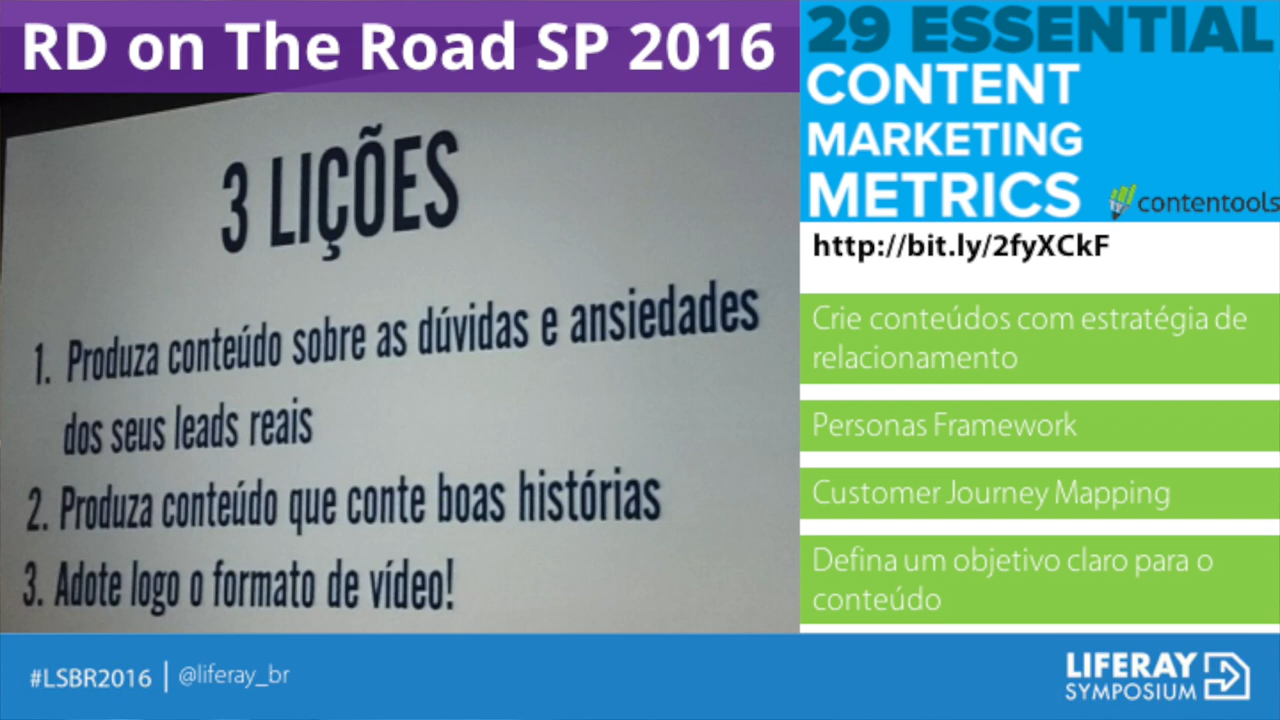 RD on The Road SP 2016
3 LIÇÕES
1. Produza conteúdo sobre as dúvidas e ansiedades
dos seus leads reais
2. Produza conteúdo que conte boas histórias
3. Adote logo o formato de vídeo!
29 ESSENTIAL
CONTENT
MARKETING
METRICS
contentools
http://bit.ly/2fyXCkF
Crie conteúdos com estratégia de
relacionamento
Personas Framework
Customer Journey Mapping
Defina um objetivo claro para o
conteúdo
#LSBR2016 | @liferay_br
LIFERAY
SYMPOSIUM